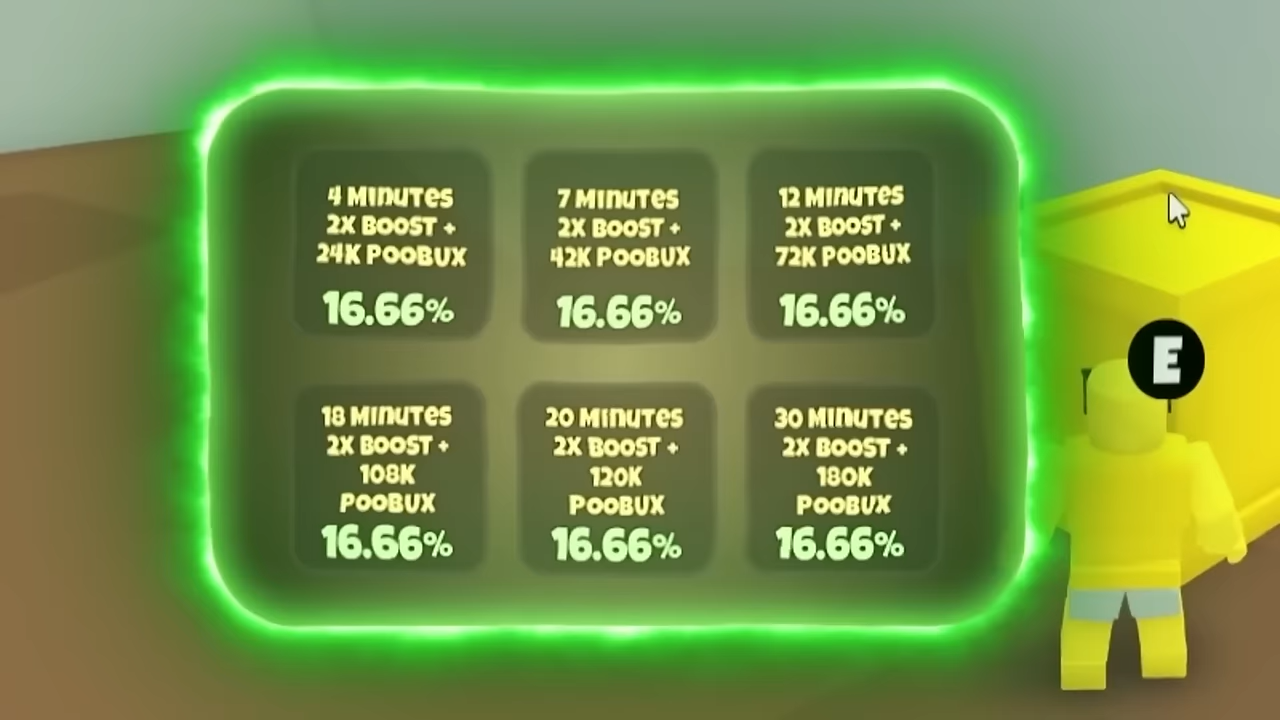 4 Minutes
2X BOOST +
24K POOBUX
16.66%
7 Minutes
2X BOOST +
42K POOBUX
16.66%
12 Minutes
2X BOOST +
72K POOBUX
16.66%
18 Minutes
2X BOOST +
108K
POOBUX
16.66%
20 Minutes
2X BOOST +
120K
POOBUX
16.66%
30 Minutes
2X BOOST +
180K
POOBUX
16.66%
E